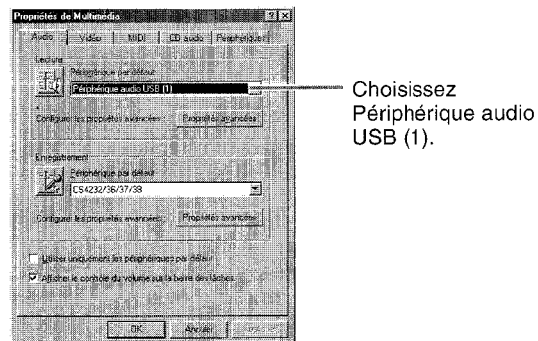 Propriétés de Multimédia
Audio Vidéo MIDI CD audio Périphériques
Lecture
Périphérique par défaut
Périphérique audio USB (1)
Configurer les propriétés avancées: Propriétés avancées
Enregistrement
Périphérique par défaut
CS4232/36/37/38
Configurer les propriétés avancées: Propriétés avancées
Utiliser uniquement les périphériques par défaut
Afficher le contrôle du volume sur la barre des tâches.
OK Annuler
Choisissez
Périphérique audio
USB (1).